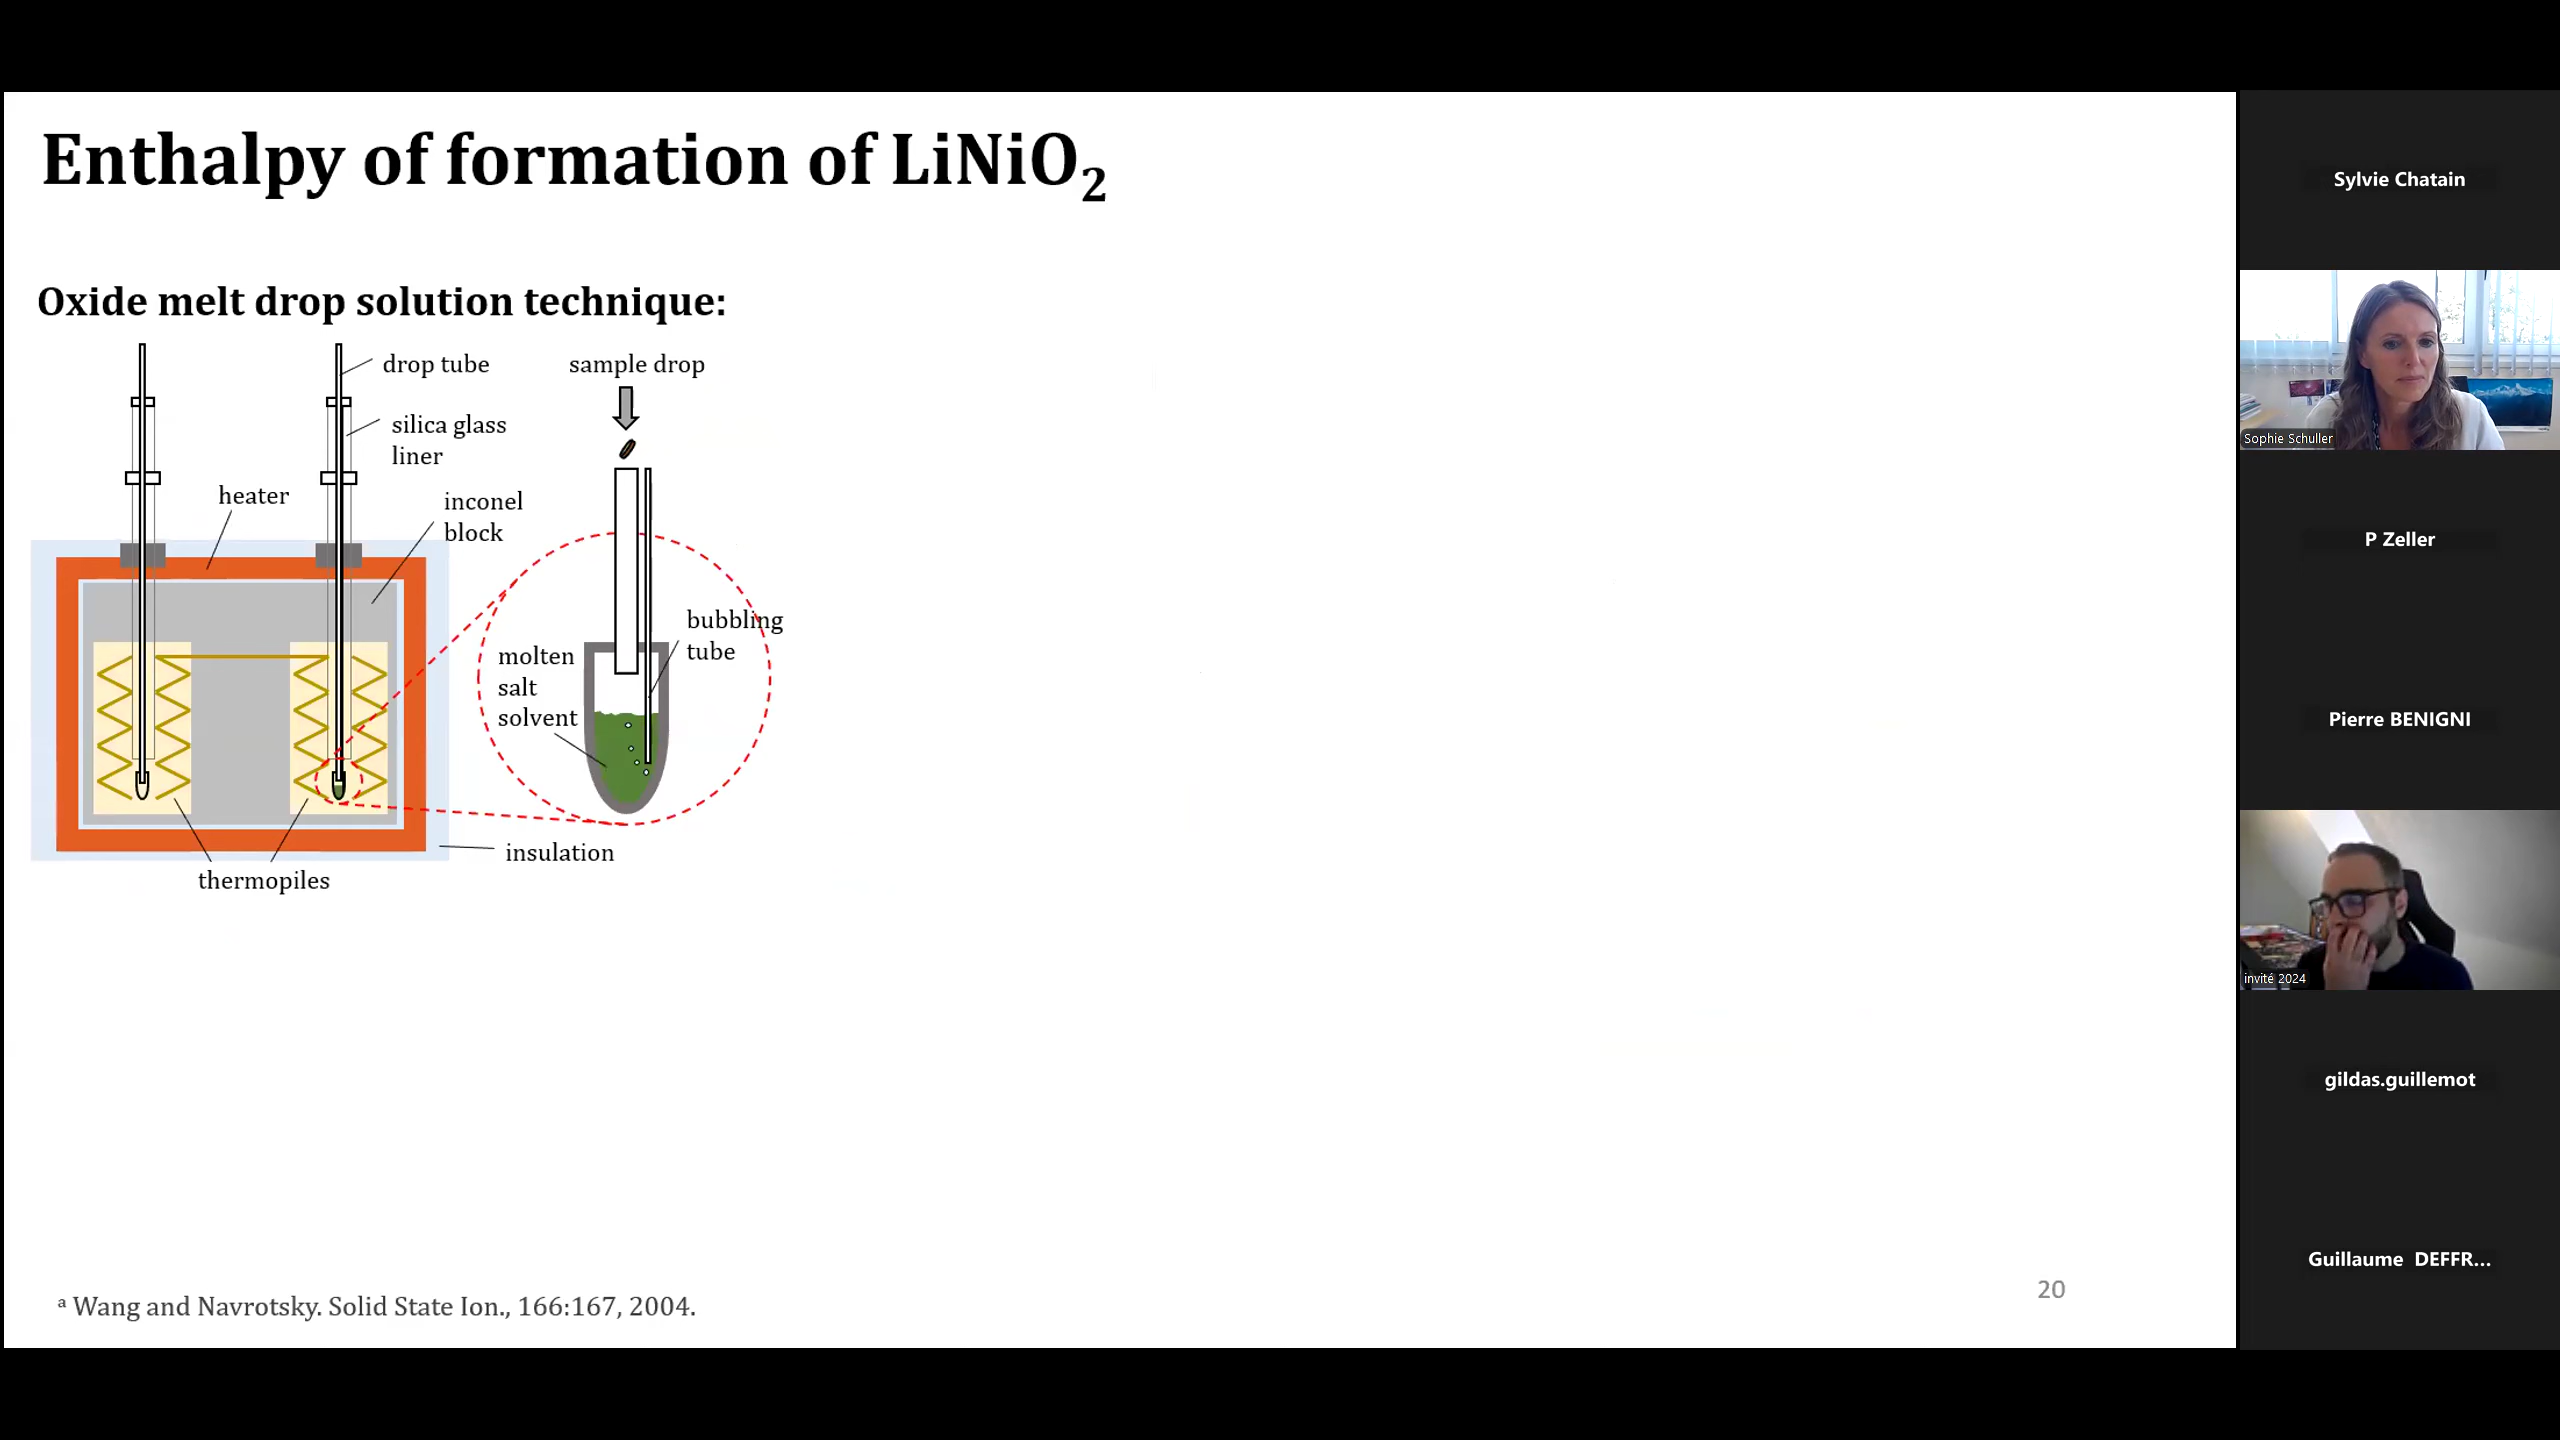 Enthalpy of formation of LiNiO₂
Oxide melt drop solution technique:
drop tube
sample drop
silica glass
liner
heater
inconel
block
bubbling
tube
molten
salt
solvent
insulation
thermopiles
ᵃ Wang and Navrotsky. Solid State Ion., 166:167, 2004.
20
Sylvie Chatain
Sophie Schuller
P Zeller
Pierre BENIGNI
invité 2024
gildas.guillemot
Guillaume DEFFR...